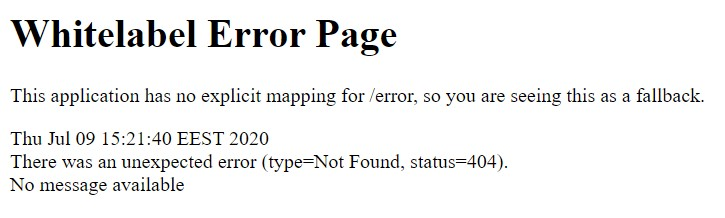 Whitelabel Error Page
This application has no explicit mapping for /error, so you are seeing this as a fallback.
Thu Jul 09 15:21:40 EEST 2020
There was an unexpected error (type=Not Found, status=404).
No message available